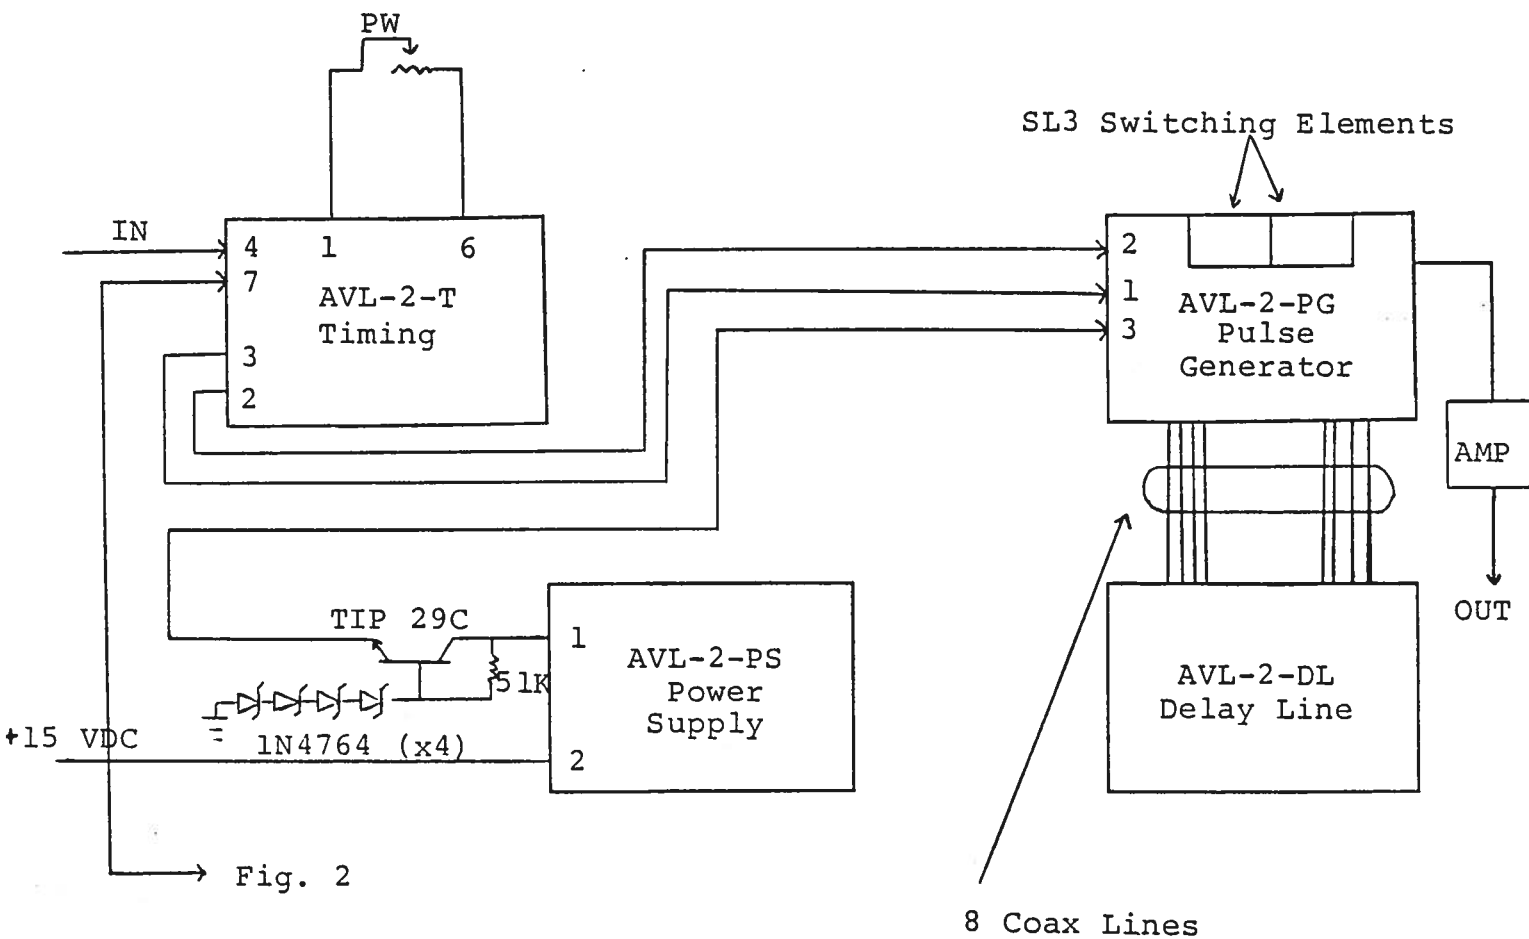 PW
SL3 Switching Elements
IN
4 1 6
7
AVL-2-T
Timing
3
2
2
1
3
AVL-2-PG
Pulse
Generator
AMP
OUT
TIP 29C
51K
1
AVL-2-PS
Power
Supply
2
+15 VDC
1N4764 (x4)
AVL-2-DL
Delay Line
Fig. 2
8 Coax Lines